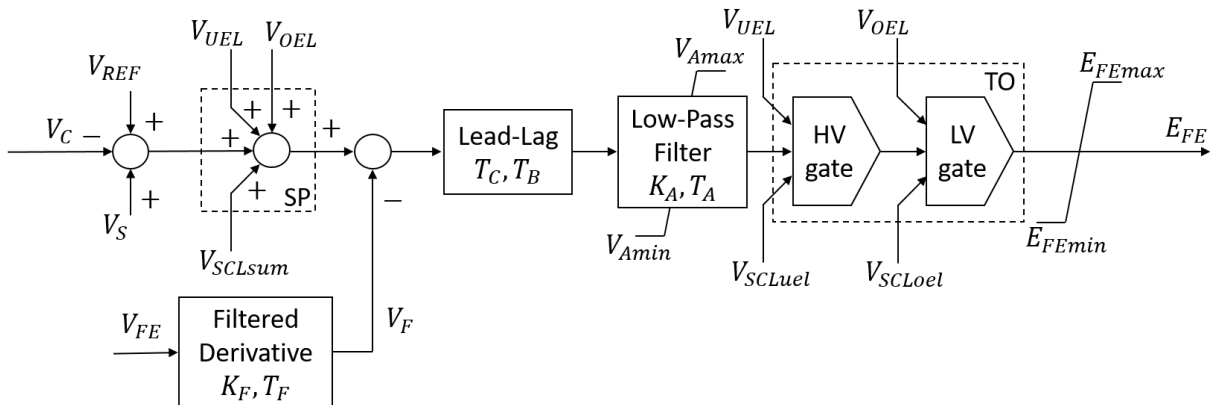 V_UEL
V_OEL
V_REF
V_C
−
+
+
V_S
+
+
+
+
SP
V_SCLsum
+
−
V_FE
Filtered
Derivative
K_F, T_F
V_F
Lead-Lag
T_C, T_B
V_Amax
Low-Pass
Filter
K_A, T_A
V_Amin
V_UEL
V_OEL
TO
HV
gate
LV
gate
V_SCLuel
V_SCLoel
E_FEmax
E_FEmin
E_FE